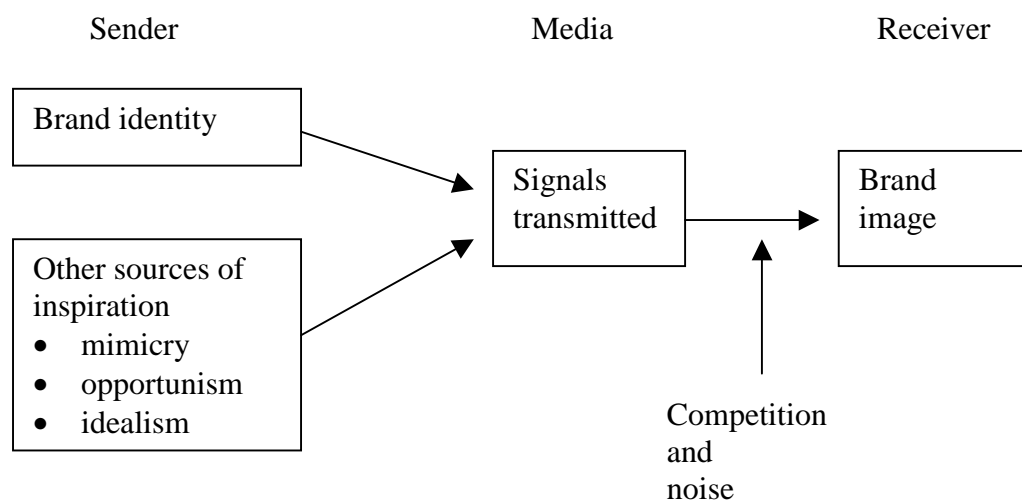 Sender
Media
Receiver
Brand identity
Signals
transmitted
Brand
image
Other sources of
inspiration
• mimicry
• opportunism
• idealism
Competition
and
noise